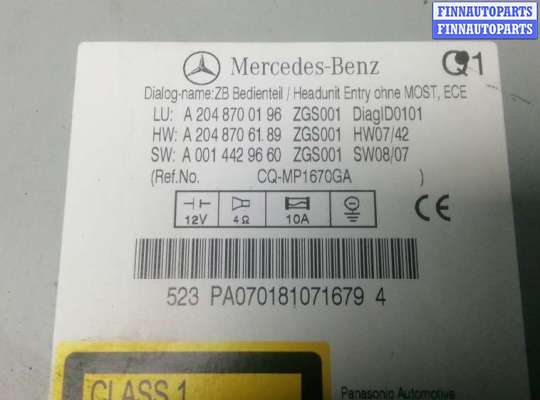 FINNAUTOPARTS
FINNAUTOPARTS
Mercedes-Benz
Dialog-name:ZB Bedienteil / Headunit Entry ohne MOST, ECE
LU: A 204 870 01 96 ZGS001 DiagID0101
HW: A 204 870 61 89 ZGS001 HW07/42
SW: A 001 442 96 60 ZGS001 SW08/07
(Ref.No. CQ-MP1670GA )
12V 4Ω 10A
CE
523 PA070181071679 4
CLASS 1
Panasonic Automotive